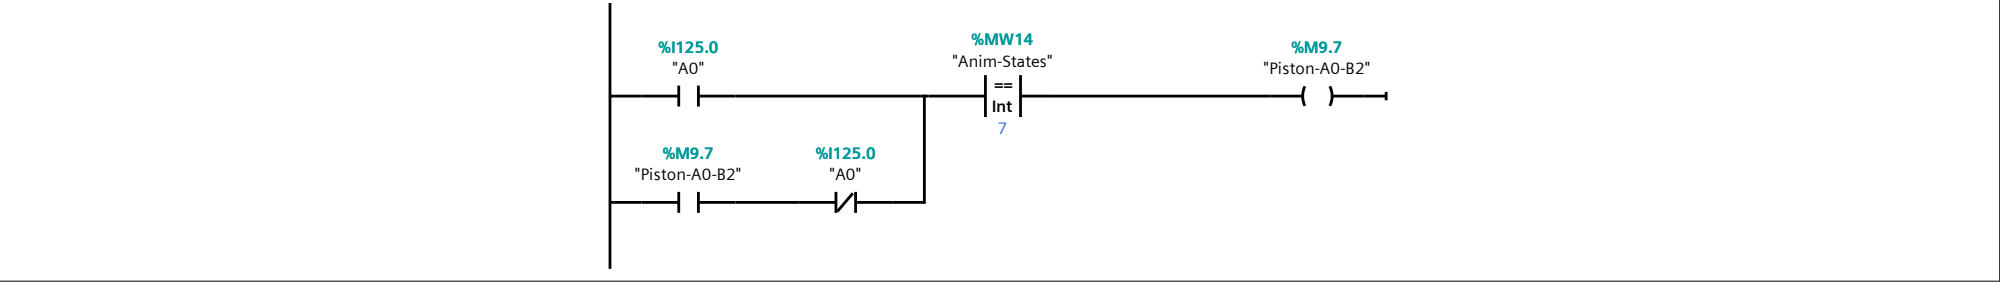 %I125.0
"A0"
%MW14
"Anim-States"
==
Int
7
%M9.7
"Piston-A0-B2"
%M9.7
"Piston-A0-B2"
%I125.0
"A0"